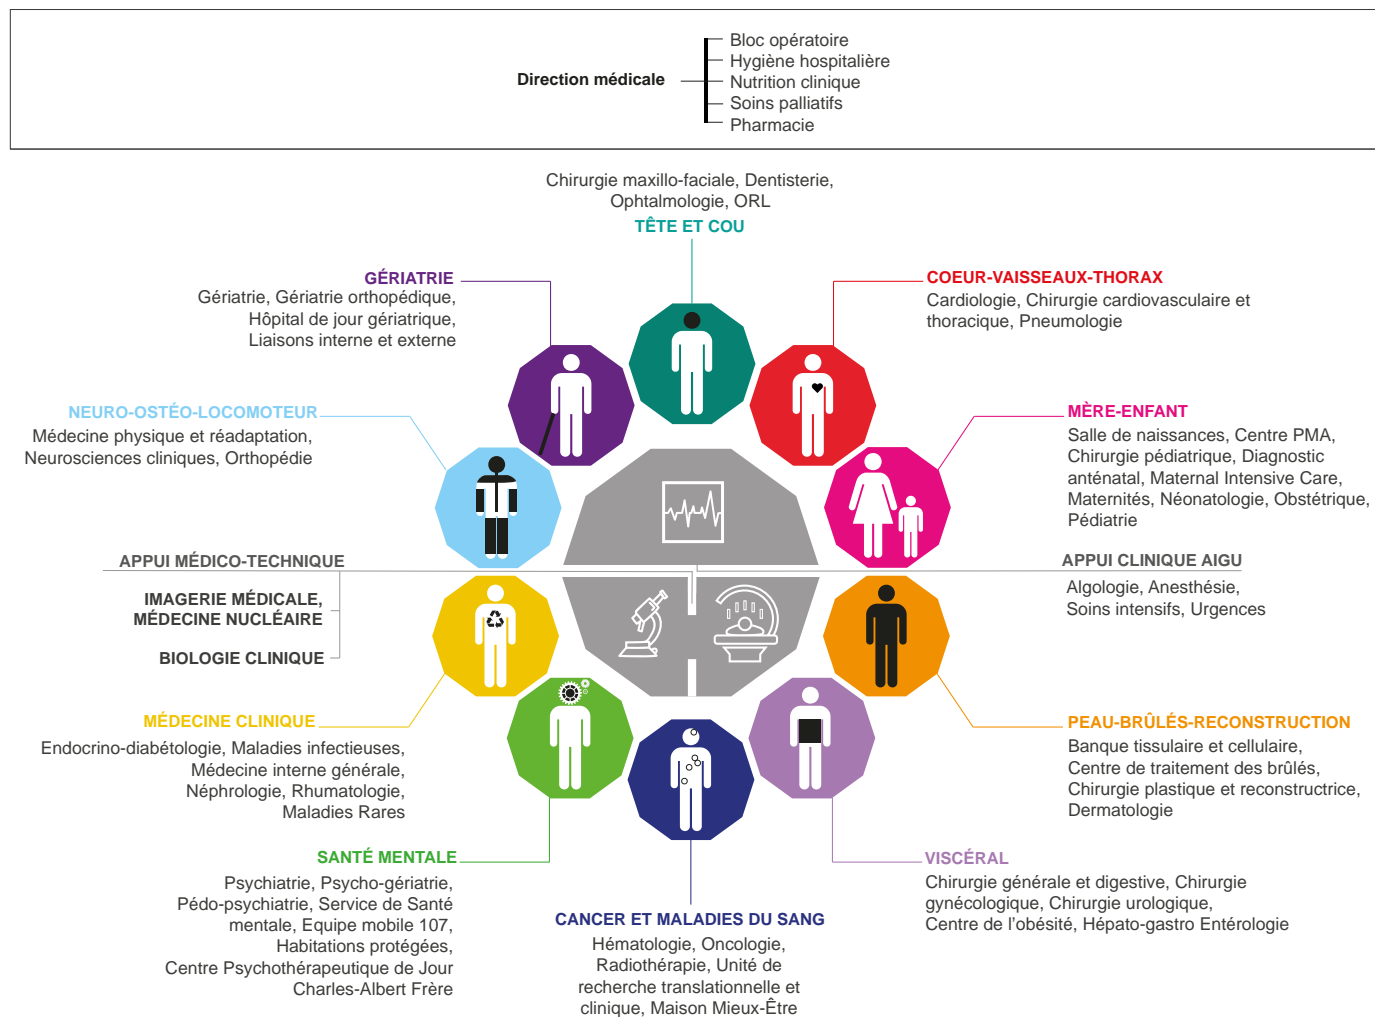 Direction médicale
Bloc opératoire
Hygiène hospitalière
Nutrition clinique
Soins palliatifs
Pharmacie
Chirurgie maxillo-faciale, Dentisterie,
Ophtalmologie, ORL
TÊTE ET COU
GÉRIATRIE
Gériatrie, Gériatrie orthopédique,
Hôpital de jour gériatrique,
Liaisons interne et externe
COEUR-VAISSEAUX-THORAX
Cardiologie, Chirurgie cardiovasculaire et
thoracique, Pneumologie
NEURO-OSTÉO-LOCOMOTEUR
Médecine physique et réadaptation,
Neurosciences cliniques, Orthopédie
MÈRE-ENFANT
Salle de naissances, Centre PMA,
Chirurgie pédiatrique, Diagnostic
anténatal, Maternal Intensive Care,
Maternités, Néonatologie, Obstétrique,
Pédiatrie
APPUI MÉDICO-TECHNIQUE
IMAGERIE MÉDICALE,
MÉDECINE NUCLÉAIRE
BIOLOGIE CLINIQUE
APPUI CLINIQUE AIGU
Algologie, Anesthésie,
Soins intensifs, Urgences
MÉDECINE CLINIQUE
Endocrino-diabétologie, Maladies infectieuses,
Médecine interne générale,
Néphrologie, Rhumatologie,
Maladies Rares
PEAU-BRÛLÉS-RECONSTRUCTION
Banque tissulaire et cellulaire,
Centre de traitement des brûlés,
Chirurgie plastique et reconstructrice,
Dermatologie
SANTÉ MENTALE
Psychiatrie, Psycho-gériatrie,
Pédo-psychiatrie, Service de Santé
mentale, Equipe mobile 107,
Habitations protégées,
Centre Psychothérapeutique de Jour
Charles-Albert Frère
CANCER ET MALADIES DU SANG
Hématologie, Oncologie,
Radiothérapie, Unité de
recherche translationnelle et
clinique, Maison Mieux-Être
VISCÉRAL
Chirurgie générale et digestive, Chirurgie
gynécologique, Chirurgie urologique,
Centre de l'obésité, Hépato-gastro Entérologie